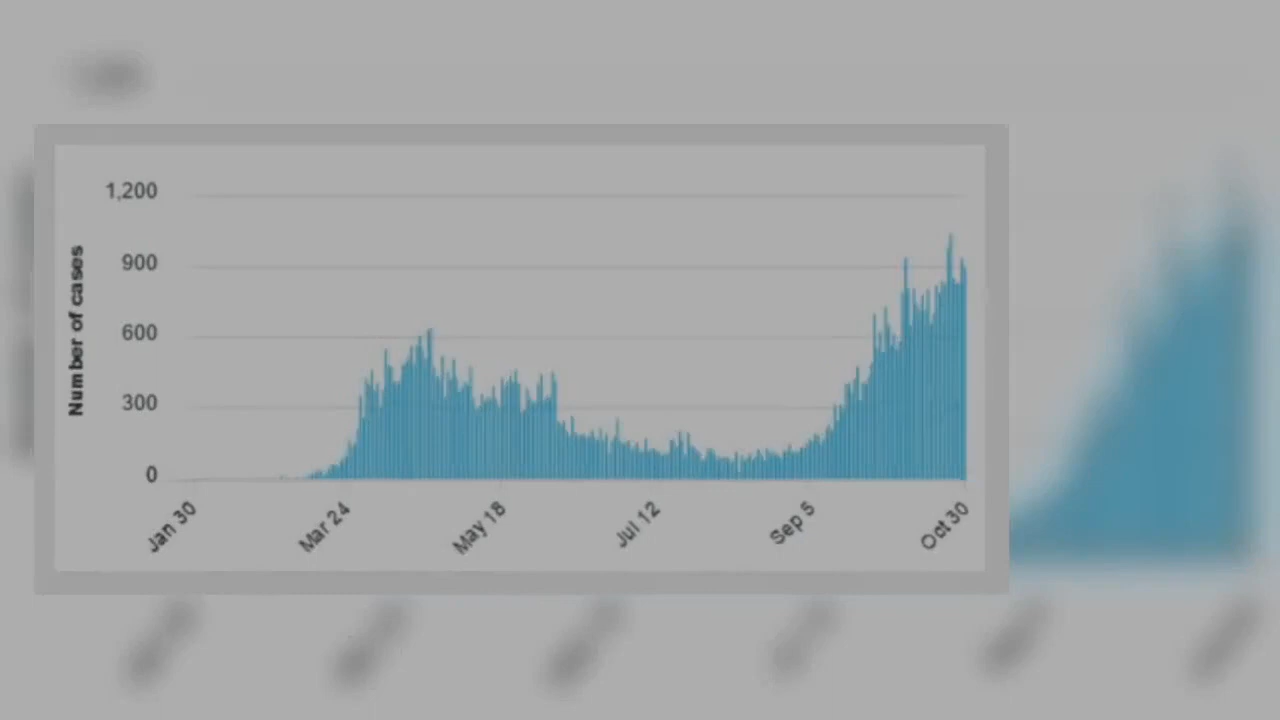 1,200
900
600
300
0
Number of cases
Jan 30
Mar 24
May 18
Jul 12
Sep 5
Oct 30